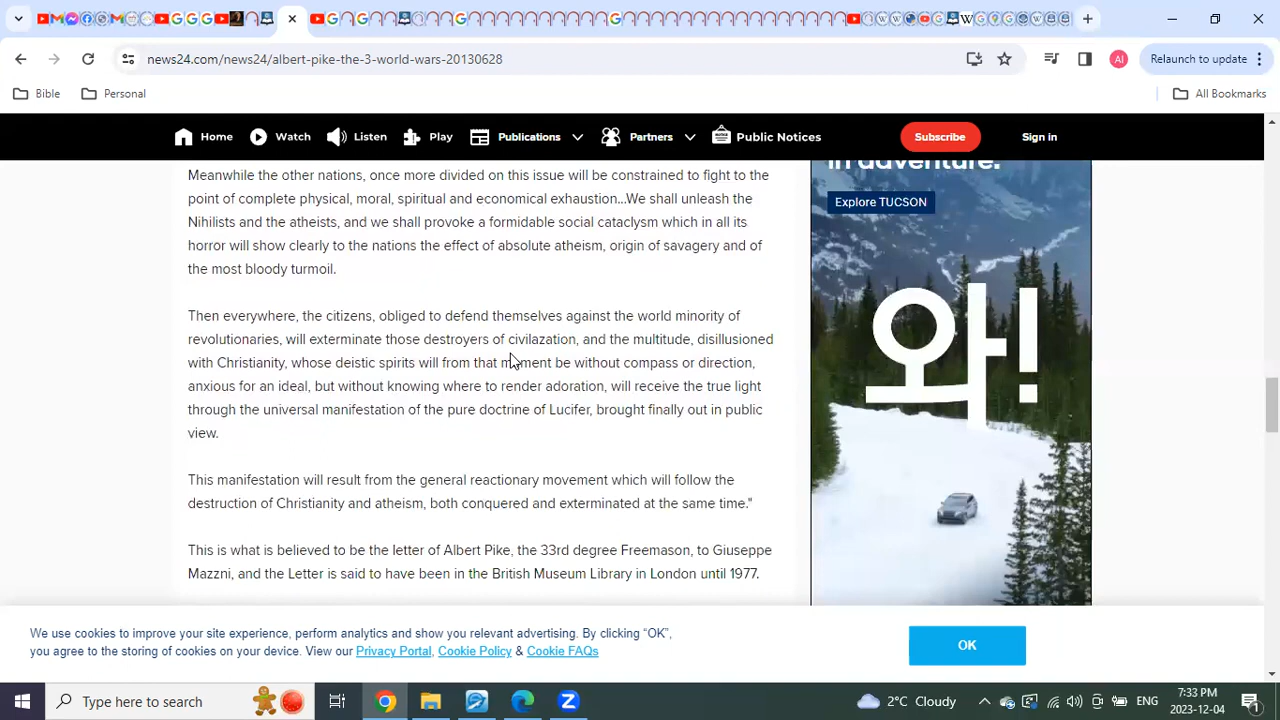 news24.com/news24/albert-pike-the-3-world-wars-20130628
AI
Relaunch to update
Bible
Personal
All Bookmarks
Home
Watch
Listen
Play
Publications
Partners
Public Notices
Subscribe
Sign in
in adventure.
Explore TUCSON
와!
Meanwhile the other nations, once more divided on this issue will be constrained to fight to the
point of complete physical, moral, spiritual and economical exhaustion...We shall unleash the
Nihilists and the atheists, and we shall provoke a formidable social cataclysm which in all its
horror will show clearly to the nations the effect of absolute atheism, origin of savagery and of
the most bloody turmoil.
Then everywhere, the citizens, obliged to defend themselves against the world minority of
revolutionaries, will exterminate those destroyers of civilazation, and the multitude, disillusioned
with Christianity, whose deistic spirits will from that moment be without compass or direction,
anxious for an ideal, but without knowing where to render adoration, will receive the true light
through the universal manifestation of the pure doctrine of Lucifer, brought finally out in public
view.
This manifestation will result from the general reactionary movement which will follow the
destruction of Christianity and atheism, both conquered and exterminated at the same time."
This is what is believed to be the letter of Albert Pike, the 33rd degree Freemason, to Giuseppe
Mazzni, and the Letter is said to have been in the British Museum Library in London until 1977.
We use cookies to improve your site experience, perform analytics and show you relevant advertising. By clicking “OK”,
you agree to the storing of cookies on your device. View our Privacy Portal, Cookie Policy & Cookie FAQs
OK
Type here to search
2°C Cloudy
ENG
7:33 PM
2023-12-04
1